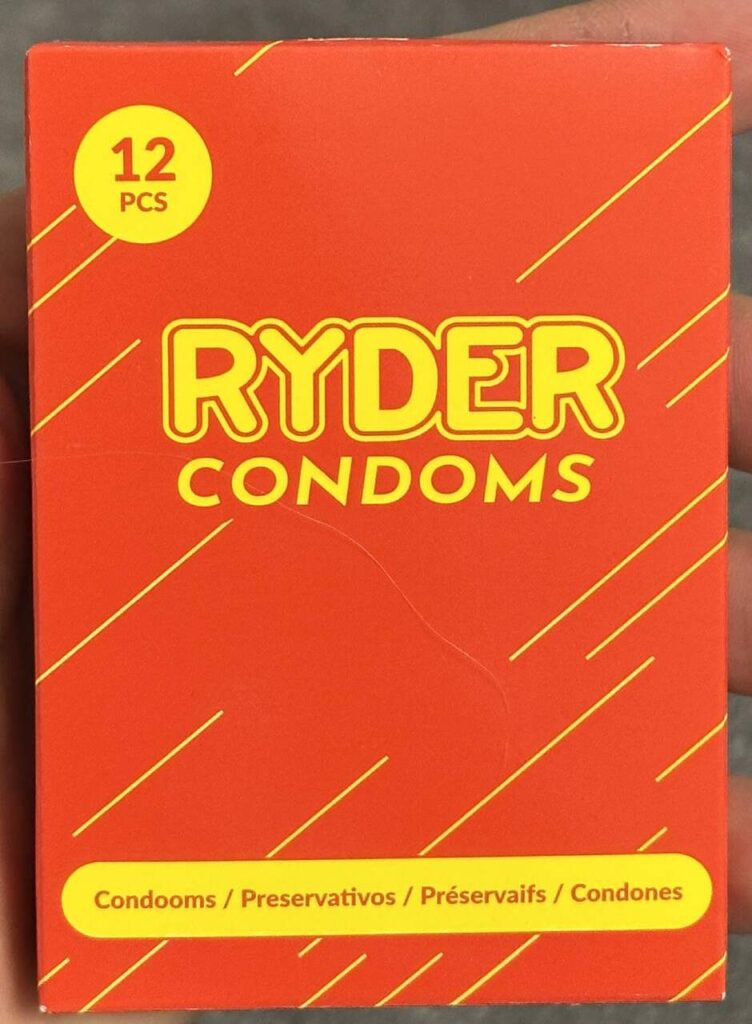 12
PCS
RYDER
CONDOMS
Condooms / Preservativos / Préservaifs / Condones